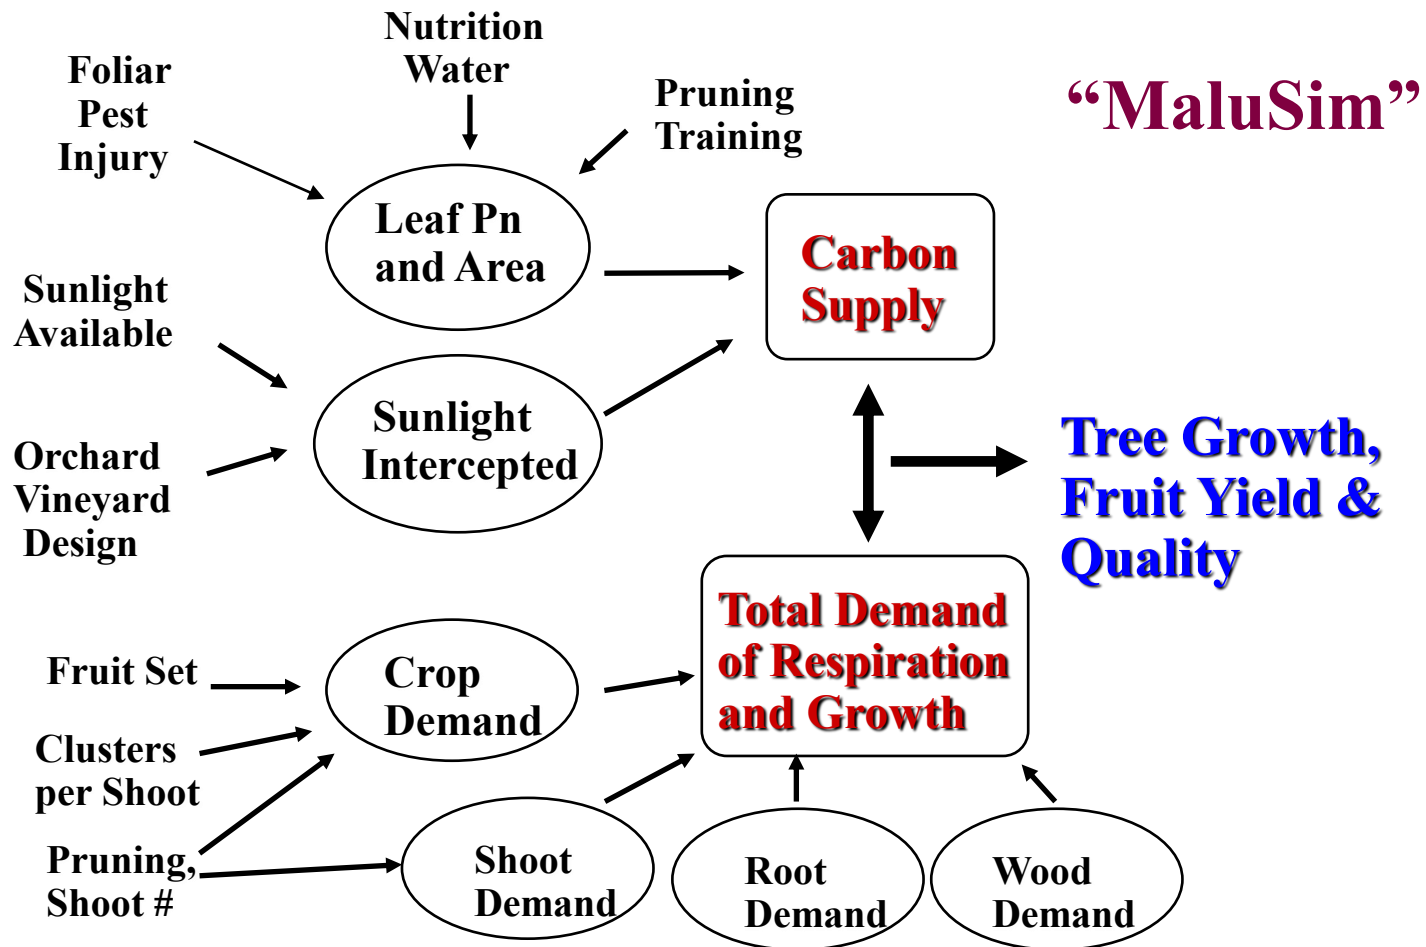 Nutrition
Water
Foliar
Pest
Injury
Pruning
Training
“MaluSim”
Leaf Pn
and Area
Carbon
Supply
Sunlight
Available
Sunlight
Intercepted
Orchard
Vineyard
Design
Tree Growth,
Fruit Yield &
Quality
Total Demand
of Respiration
and Growth
Fruit Set
Crop
Demand
Clusters
per Shoot
Pruning,
Shoot #
Shoot
Demand
Root
Demand
Wood
Demand